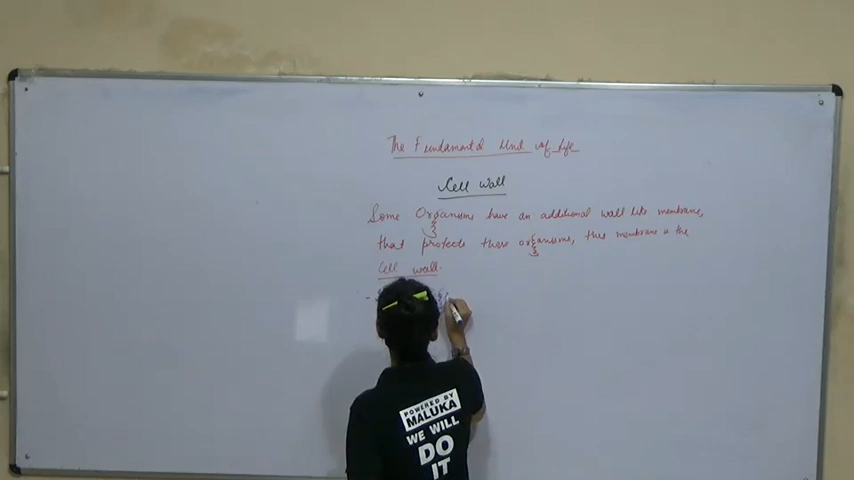 The Fundamental Unit of Life
Cell Wall
Some Organisms have an additional wall like membrane,
that protects these organisms, this membrane is the
Cell wall.
POWERED BY
MALUKA
WE WILL
DO
IT